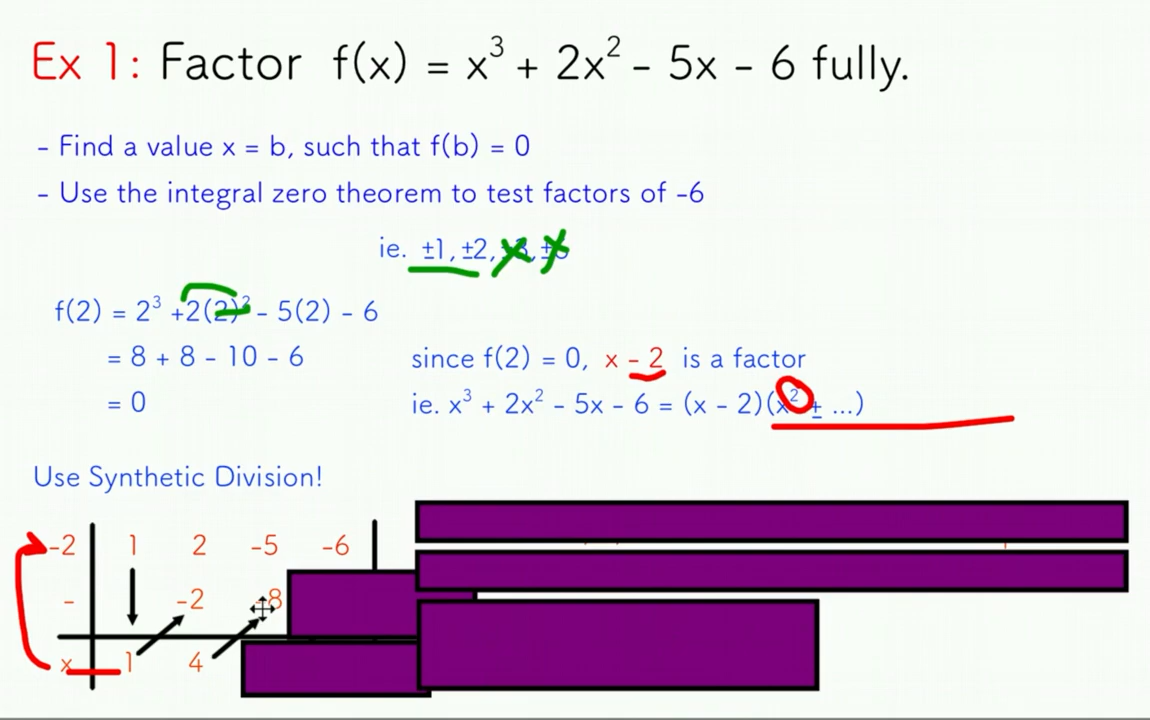 Ex 1: Factor f(x) = x³ + 2x² - 5x - 6 fully.
- Find a value x = b, such that f(b) = 0
- Use the integral zero theorem to test factors of -6
ie. ±1, ±2,
f(2) = 2³ +2(2)² - 5(2) - 6
= 8 + 8 - 10 - 6
= 0
since f(2) = 0, x - 2 is a factor
ie. x³ + 2x² - 5x - 6 = (x - 2)(x² ± ...)
Use Synthetic Division!
-2 1 2 -5 -6
- -2 -8
x 1 4